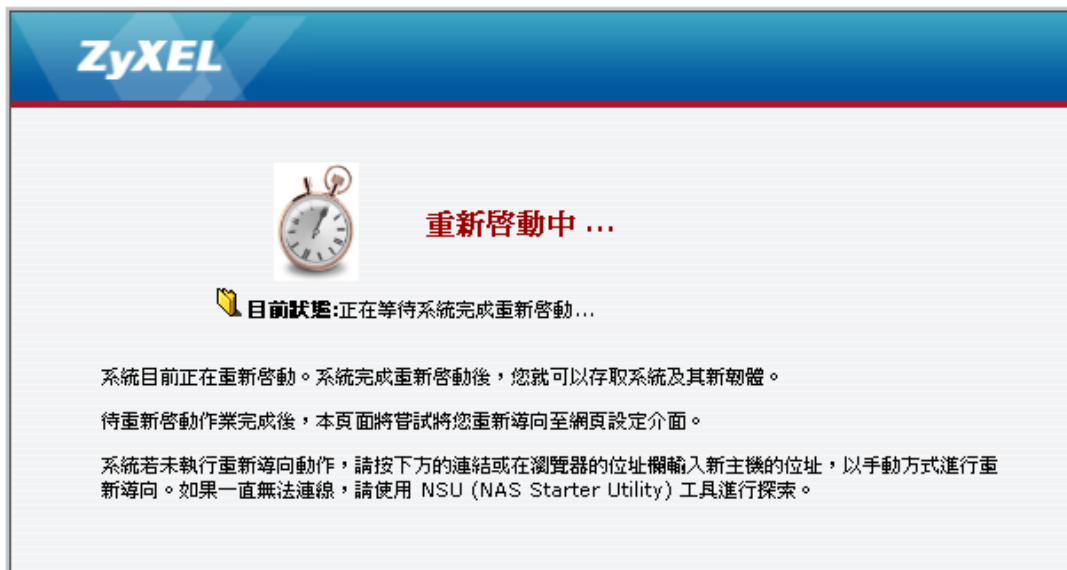 ZyXEL
重新啓動中 ...
目前狀態:正在等待系統完成重新啓動...
系統目前正在重新啓動。系統完成重新啓動後，您就可以存取系統及其新韌體。
待重新啓動作業完成後，本頁面將嘗試將您重新導向至網頁設定介面。
系統若未執行重新導向動作，請按下方的連結或在瀏覽器的位址欄輸入新主機的位址，以手動方式進行重
新導向。如果一直無法連線，請使用 NSU (NAS Starter Utility) 工具進行探索。